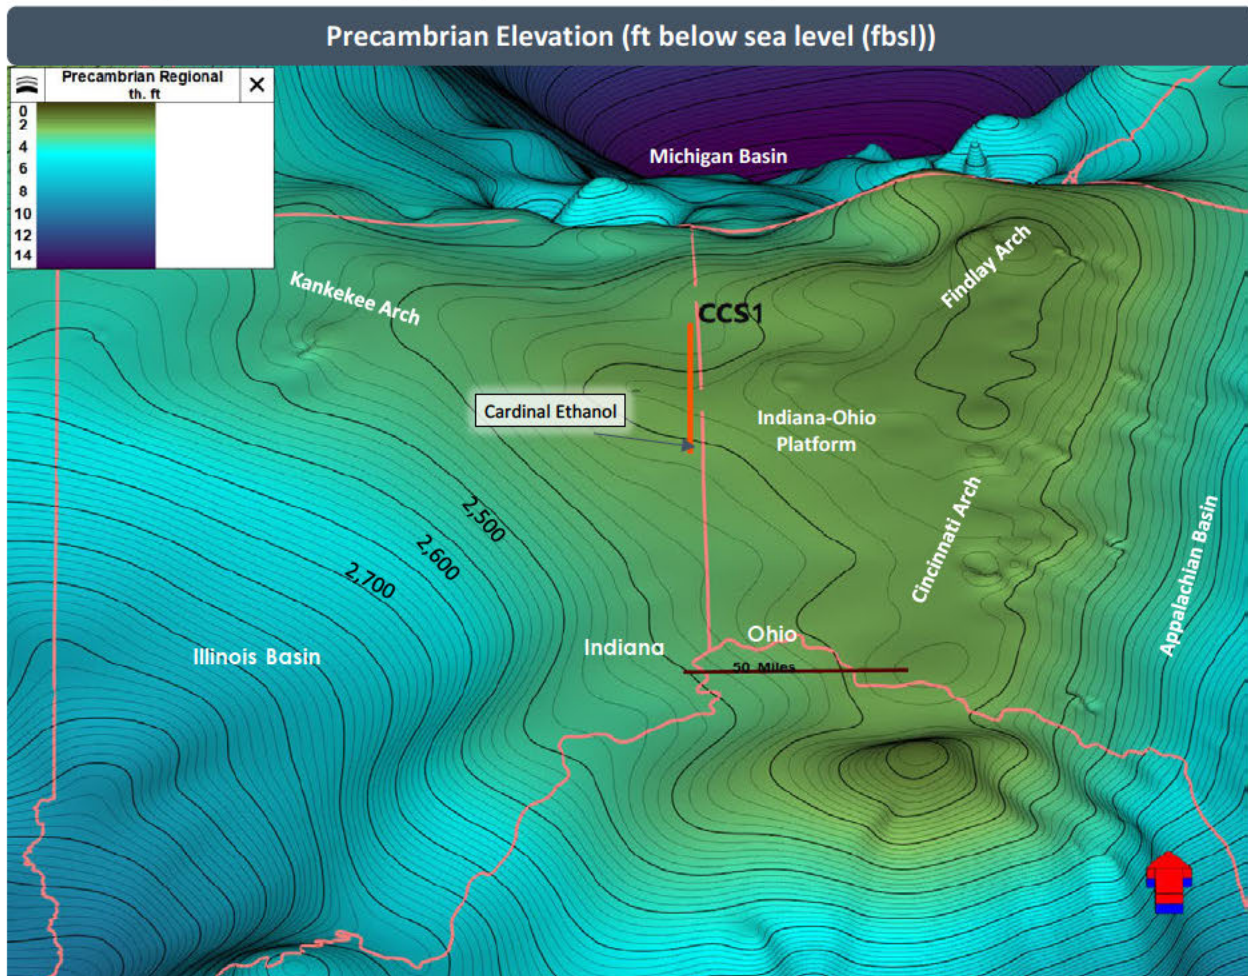 Precambrian Elevation (ft below sea level (fbsl))
Precambrian Regional
th. ft
0
2
4
6
8
10
12
14
Michigan Basin
Kankekee Arch
Findlay Arch
CCS1
Cardinal Ethanol
Indiana-Ohio
Platform
2,500
2,600
2,700
Cincinnati Arch
Appalachian Basin
Illinois Basin
Indiana
Ohio
50 Miles